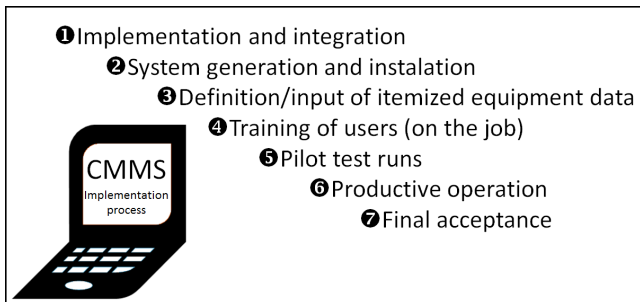 ❶Implementation and integration
❷System generation and instalation
❸Definition/input of itemized equipment data
❹Training of users (on the job)
❺Pilot test runs
❻Productive operation
❼Final acceptance
CMMS
Implementation
process